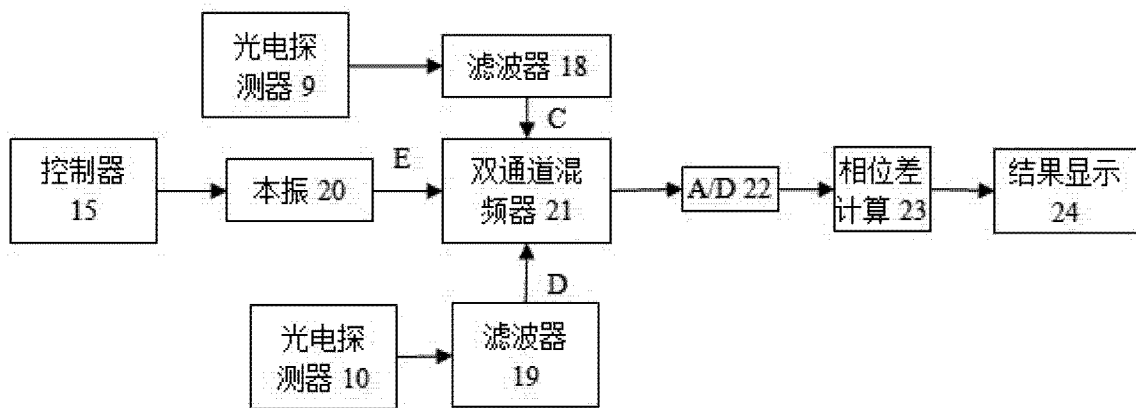 光电探
测器 9
滤波器 18
C
控制器
15
本振 20
E
双通道混
频器 21
A/D 22
相位差
计算 23
结果显示
24
D
光电探
测器 10
滤波器
19